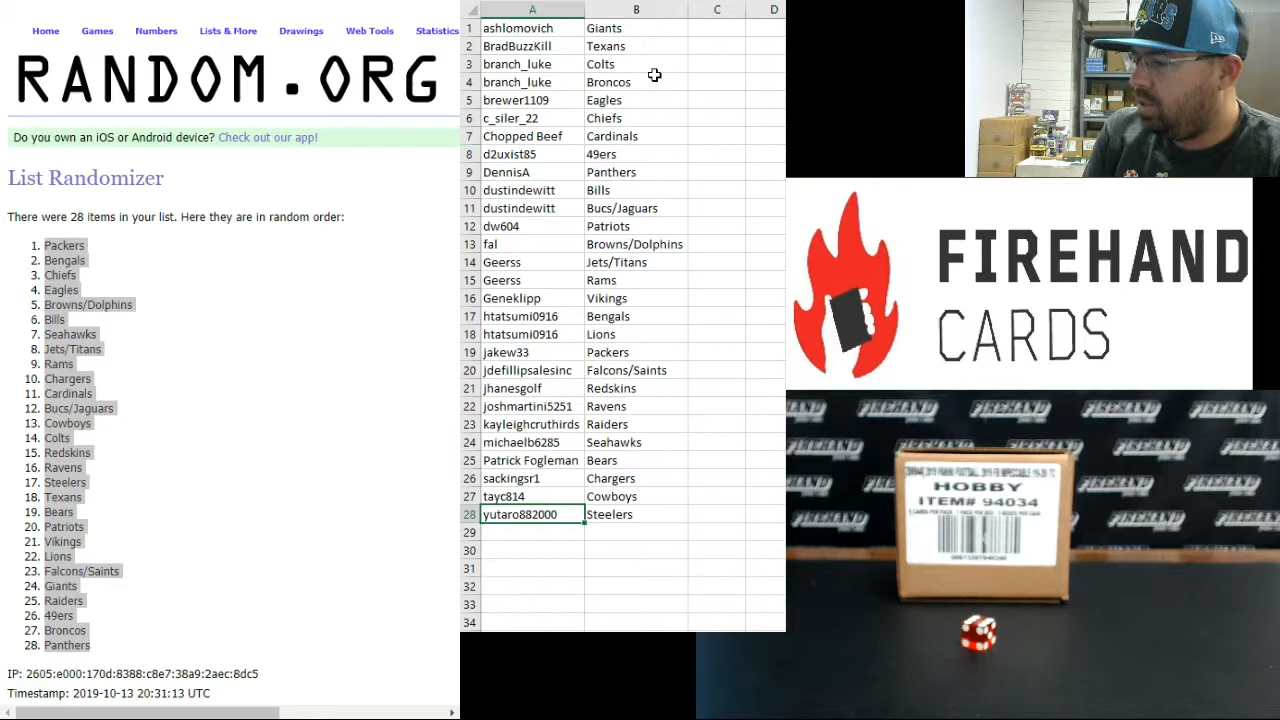 Home Games Numbers Lists & More Drawings Web Tools Statistics
RANDOM.ORG
Do you own an iOS or Android device? Check out our app!
List Randomizer
There were 28 items in your list. Here they are in random order:
1. Packers
2. Bengals
3. Chiefs
4. Eagles
5. Browns/Dolphins
6. Bills
7. Seahawks
8. Jets/Titans
9. Rams
10. Chargers
11. Cardinals
12. Bucs/Jaguars
13. Cowboys
14. Colts
15. Redskins
16. Ravens
17. Steelers
18. Texans
19. Bears
20. Patriots
21. Vikings
22. Lions
23. Falcons/Saints
24. Giants
25. Raiders
26. 49ers
27. Broncos
28. Panthers
IP: 2605:e000:170d:8388:c8e7:38a9:2aec:8dc5
Timestamp: 2019-10-13 20:31:13 UTC
A B C D
1 ashlomovich Giants
2 BradBuzzKill Texans
3 branch_luke Colts
4 branch_luke Broncos
5 brewer1109 Eagles
6 c_siler_22 Chiefs
7 Chopped Beef Cardinals
8 d2uxist85 49ers
9 DennisA Panthers
10 dustindewitt Bills
11 dustindewitt Bucs/Jaguars
12 dw604 Patriots
13 fal Browns/Dolphins
14 Geerss Jets/Titans
15 Geerss Rams
16 Geneklipp Vikings
17 htatsumi0916 Bengals
18 htatsumi0916 Lions
19 jakew33 Packers
20 jdefillipsalesinc Falcons/Saints
21 jhanesgolf Redskins
22 joshmartini5251 Ravens
23 kayleighcruthirds Raiders
24 michaelb6285 Seahawks
25 Patrick Fogleman Bears
26 sackingsr1 Chargers
27 tayc814 Cowboys
28 yutaro882000 Steelers
29
30
31
32
33
34
FIREHAND
CARDS
FIREHAND
HOBBY
ITEM# 94034